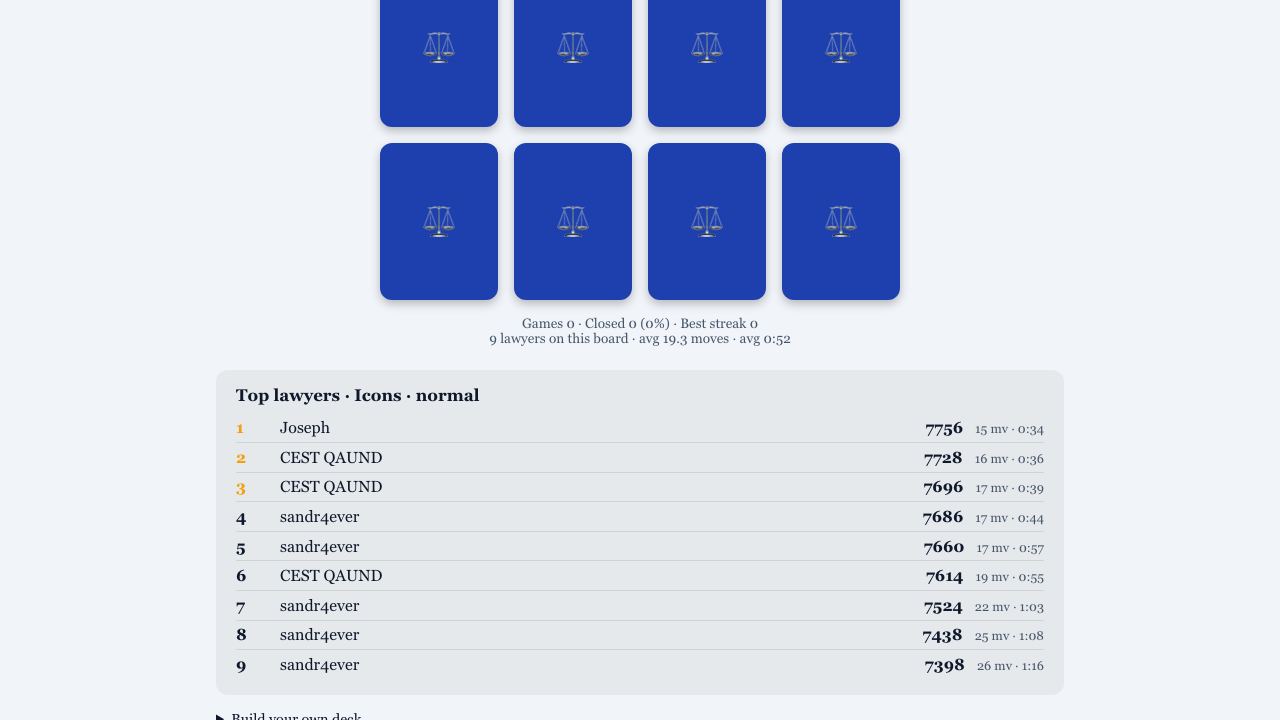 Games 0 · Closed 0 (0%) · Best streak 0
9 lawyers on this board · avg 19.3 moves · avg 0:52
Top lawyers · Icons · normal
1 Joseph 7756 15 mv · 0:34
2 CEST QAUND 7728 16 mv · 0:36
3 CEST QAUND 7696 17 mv · 0:39
4 sandr4ever 7686 17 mv · 0:44
5 sandr4ever 7660 17 mv · 0:57
6 CEST QAUND 7614 19 mv · 0:55
7 sandr4ever 7524 22 mv · 1:03
8 sandr4ever 7438 25 mv · 1:08
9 sandr4ever 7398 26 mv · 1:16
Build your own deck